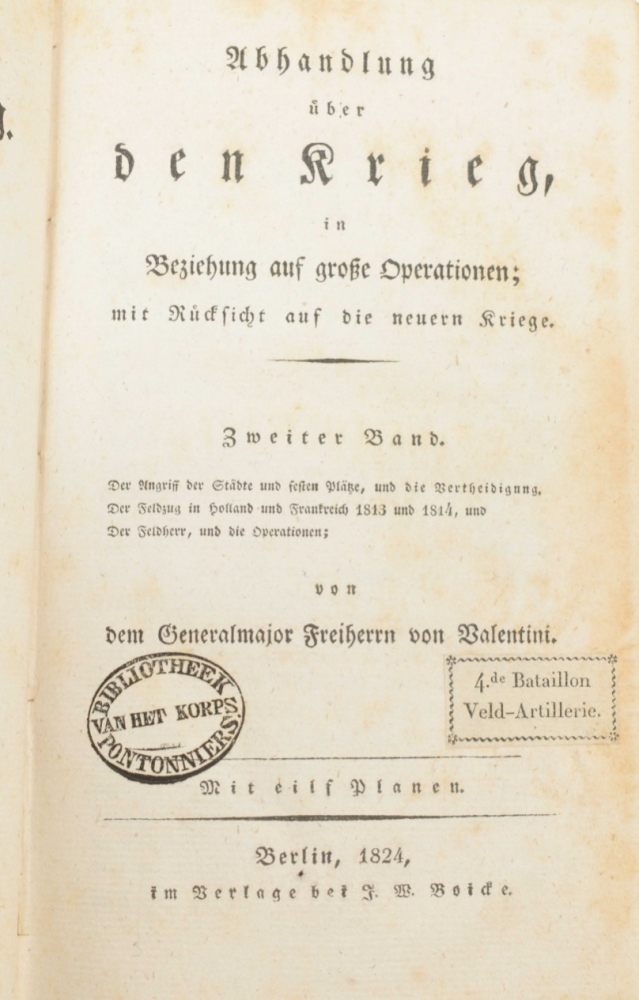 Abhandlung
über
den Krieg,
in
Beziehung auf große Operationen;
mit Rücksicht auf die neuern Kriege.
Zweiter Band.
Der Angriff der Städte und festen Plätze, und die Vertheidigung.
Der Feldzug in Holland und Frankreich 1813 und 1814, und
Der Feldherr, und die Operationen;
von
dem Generalmajor Freiherrn von Valentini.
BIBLIOTHEEK
VAN HET KORPS
PONTONNIERS.
4.de Bataillon
Veld-Artillerie.
Mit eilf Planen.
Berlin, 1824,
im Verlage bei J. W. Boicke.